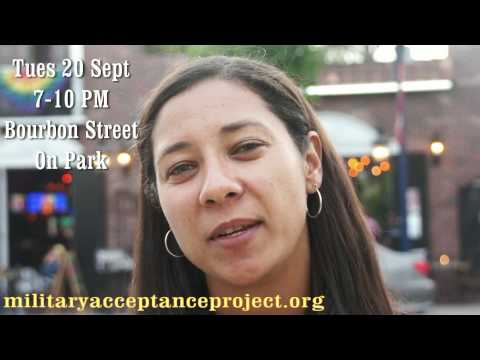 Tues 20 Sept
7-10 PM
Bourbon Street
On Park
militaryacceptanceproject.org